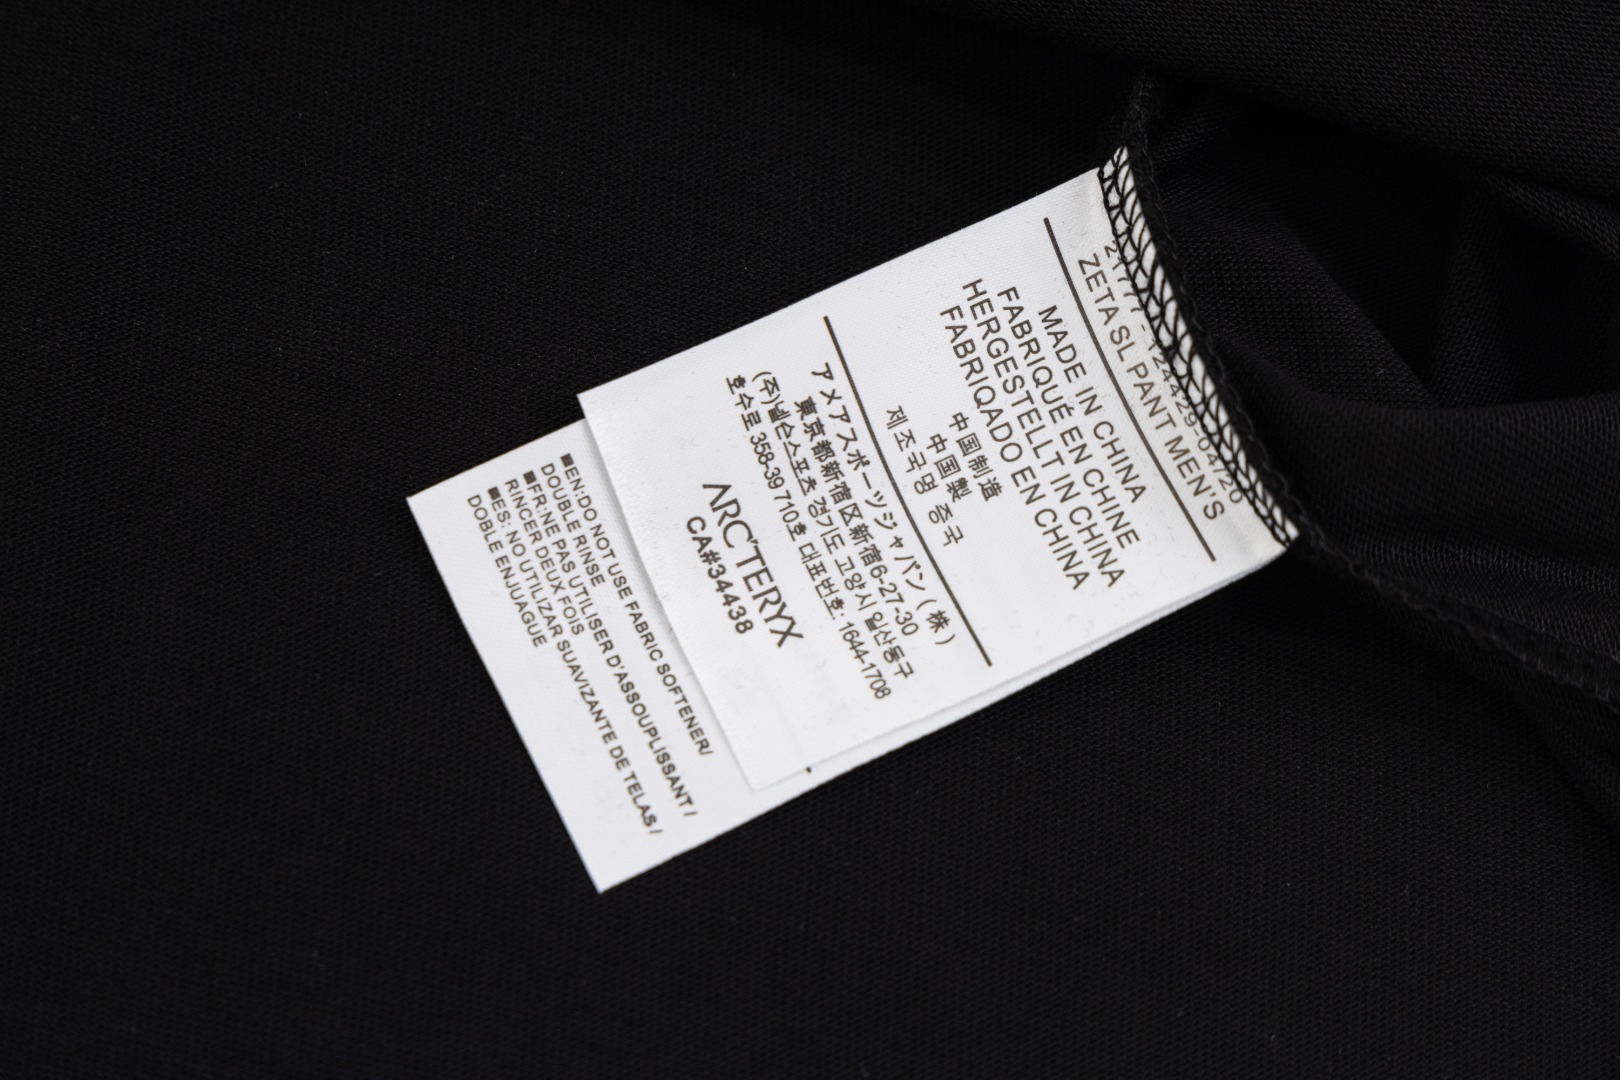 ZETA SL PANT MEN'S
MADE IN CHINA
FABRIQUÉ EN CHINE
HERGESTELLT IN CHINA
FABRIQADO EN CHINA
中国制造
中国製 중국
제조국명
アメアスポーツジャパン（株）
東京都新宿区新宿6-27-30
(주)넬슨스포츠 경기도 고양시 일산동구
호수로 358-39 710호 대표번호: 1644-1708
ARC'TERYX
CA#34438
■EN:DO NOT USE FABRIC SOFTENER/
DOUBLE RINSE
■FR:NE PAS UTILISER D'ASSOUPLISSANT/
RINCER DEUX FOIS
■ES: NO UTILIZAR SUAVIZANTE DE TELAS/
DOBLE ENJUAGUE